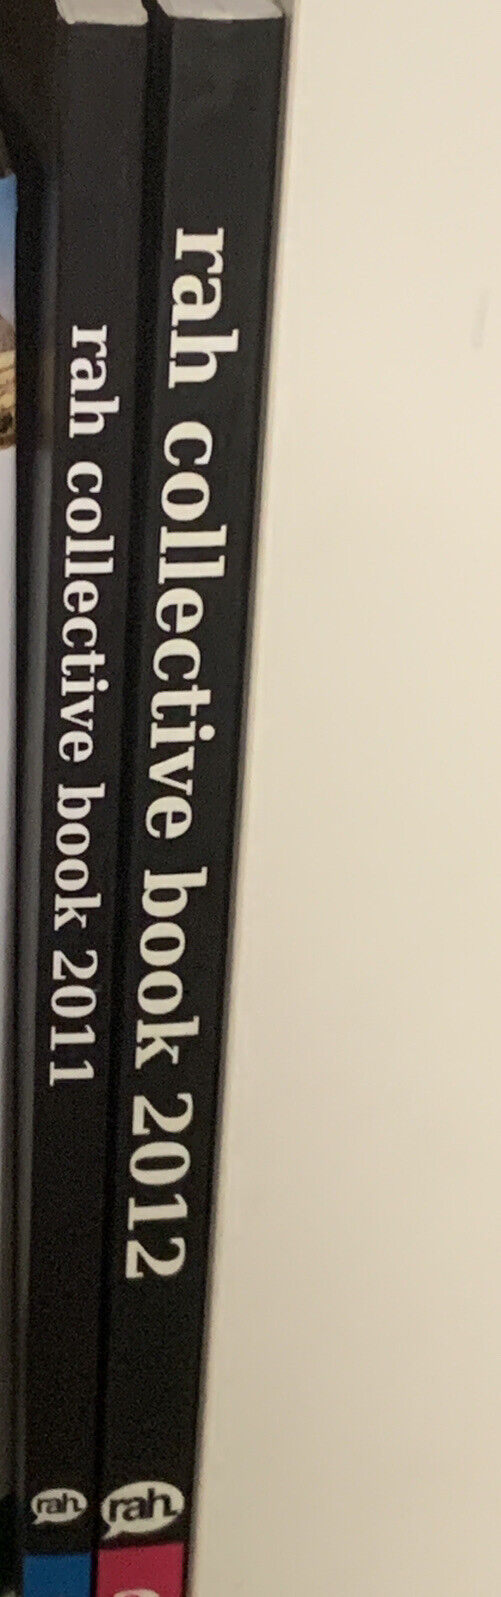 rah collective book 2011
rah.
rah collective book 2012
rah.